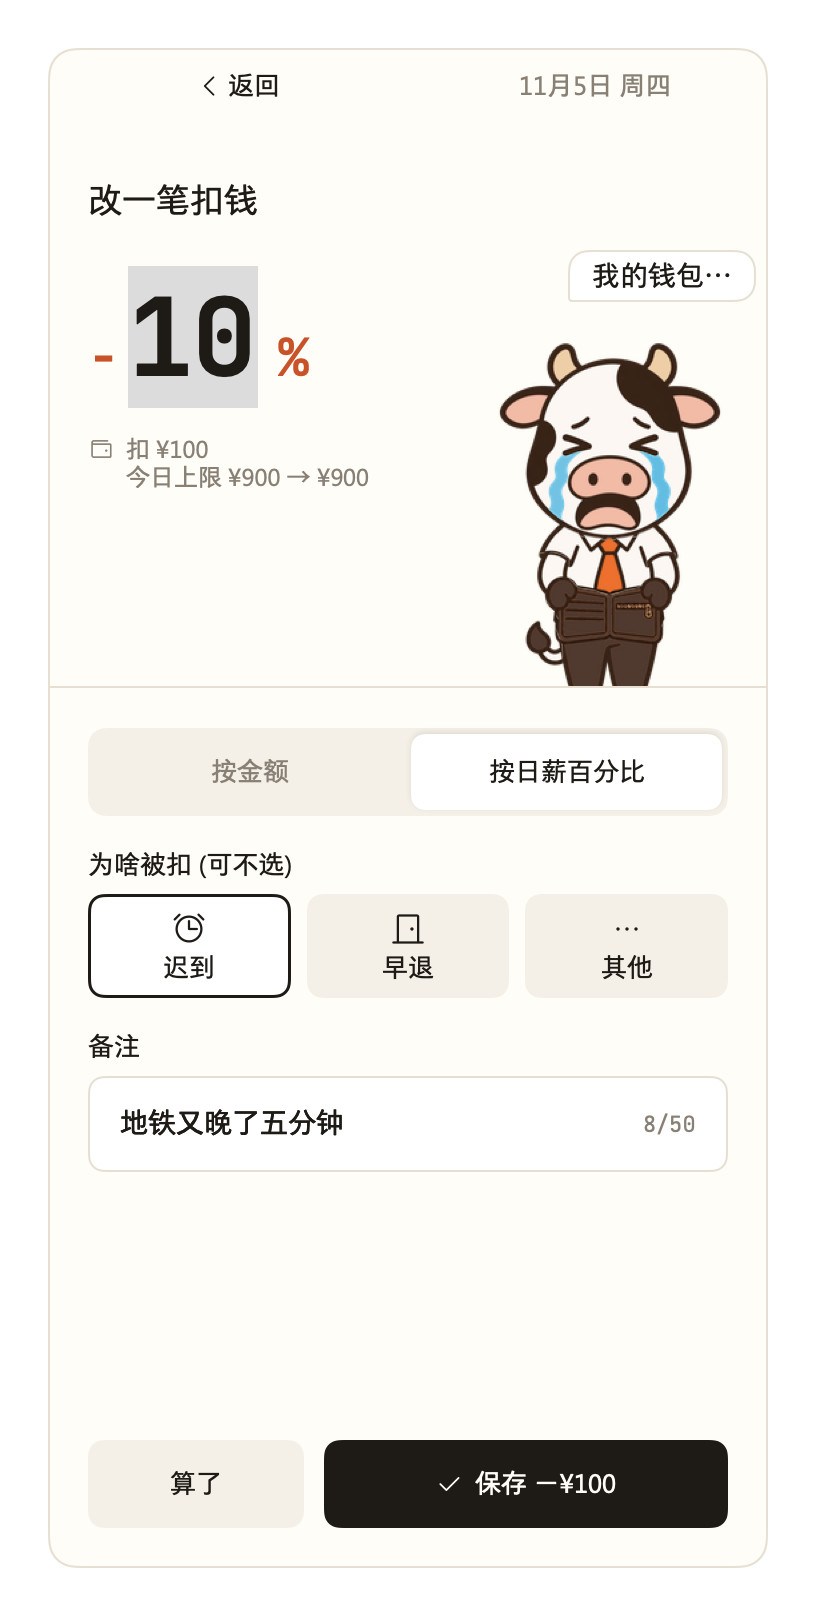 返回
11月5日 周四
改一笔扣钱
我的钱包…
-10 %
扣 ¥100
今日上限 ¥900 → ¥900
按金额
按日薪百分比
为啥被扣 (可不选)
迟到
早退
其他
备注
地铁又晚了五分钟
8/50
算了
保存 −¥100